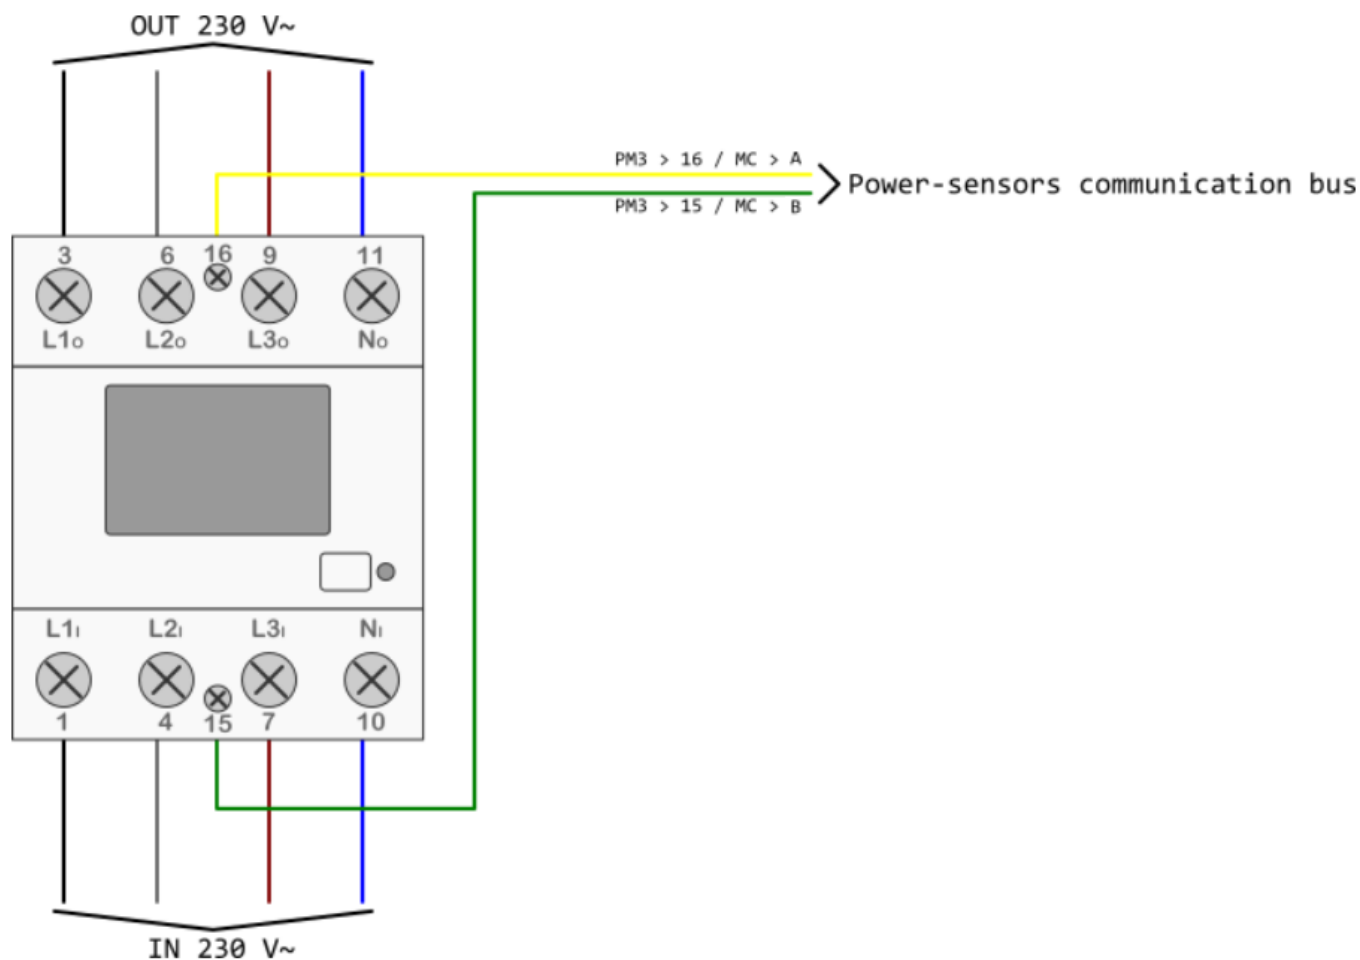 OUT 230 V~
PM3 > 16 / MC > A
Power-sensors communication bus
PM3 > 15 / MC > B
3 6 16 9 11
L1o L2o L3o No
L1I L2I L3I NI
1 4 15 7 10
IN 230 V~